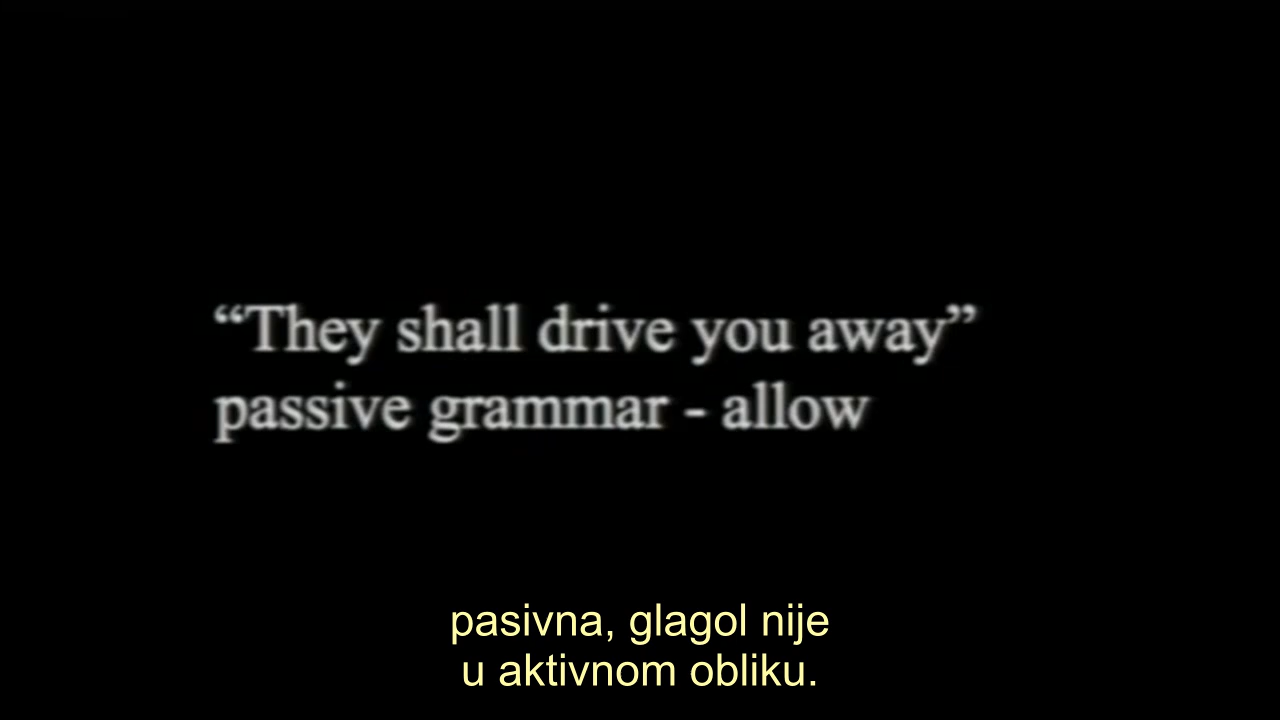 “They shall drive you away”
passive grammar - allow
pasivna, glagol nije
u aktivnom obliku.